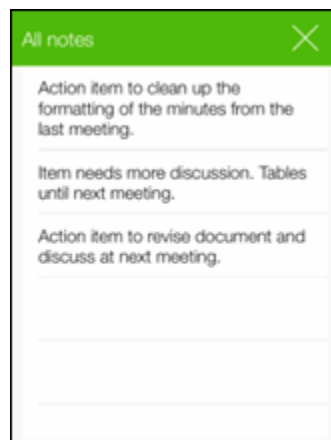 All notes
Action item to clean up the
formatting of the minutes from the
last meeting.
Item needs more discussion. Tables
until next meeting.
Action item to revise document and
discuss at next meeting.